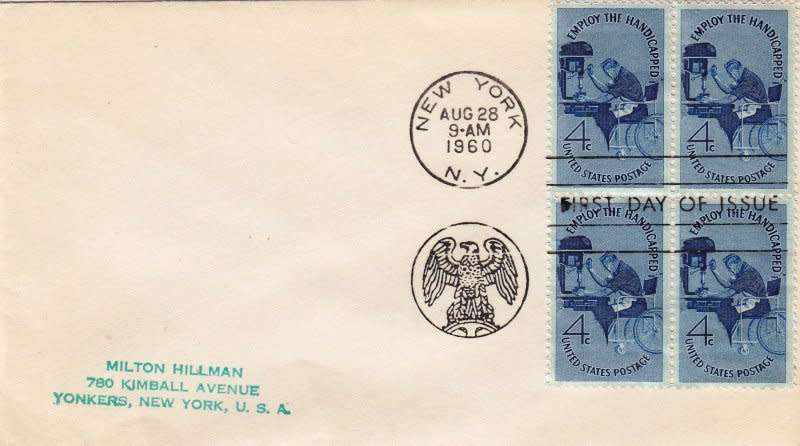 NEW YORK
AUG 28
9-AM
1960
N.Y.
EMPLOY THE HANDICAPPED
4c
UNITED STATES POSTAGE
EMPLOY THE HANDICAPPED
4c
UNITED STATES POSTAGE
FIRST DAY OF ISSUE
EMPLOY THE HANDICAPPED
4c
UNITED STATES POSTAGE
EMPLOY THE HANDICAPPED
4c
UNITED STATES POSTAGE
MILTON HILLMAN
780 KIMBALL AVENUE
YONKERS, NEW YORK, U. S. A.